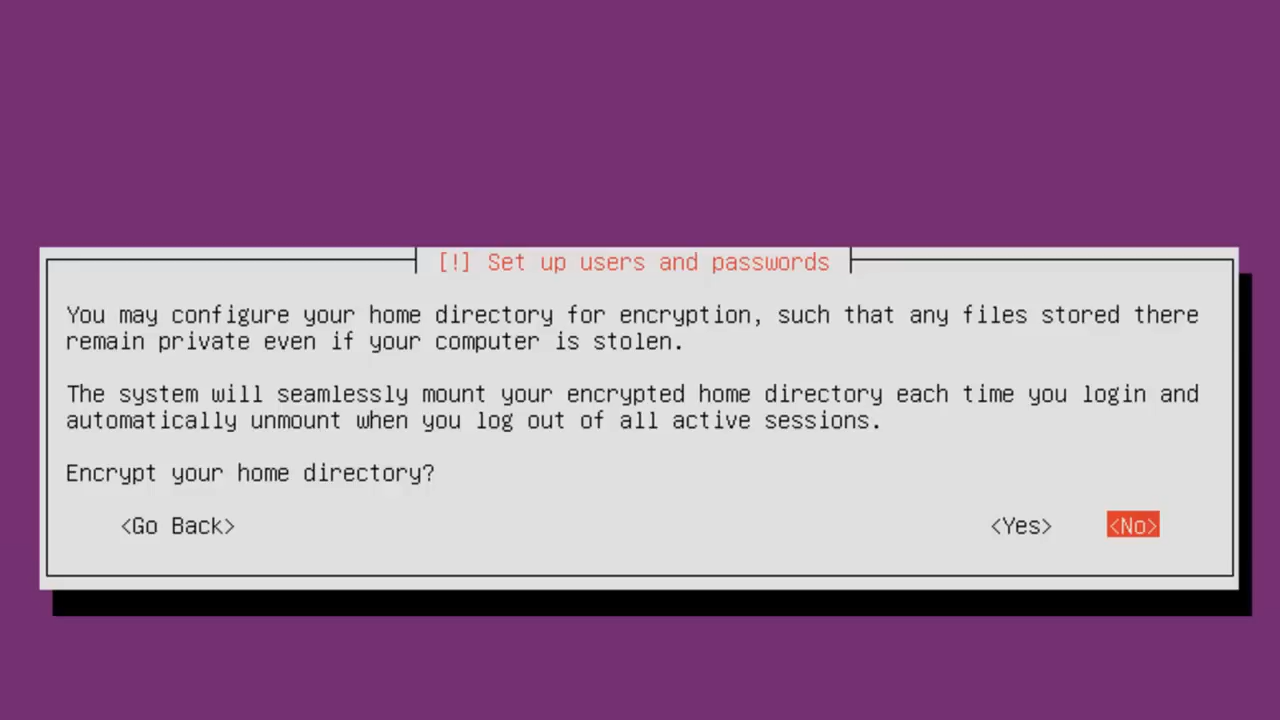 [!] Set up users and passwords
You may configure your home directory for encryption, such that any files stored there
remain private even if your computer is stolen.
The system will seamlessly mount your encrypted home directory each time you login and
automatically unmount when you log out of all active sessions.
Encrypt your home directory?
<Go Back> <Yes> <No>